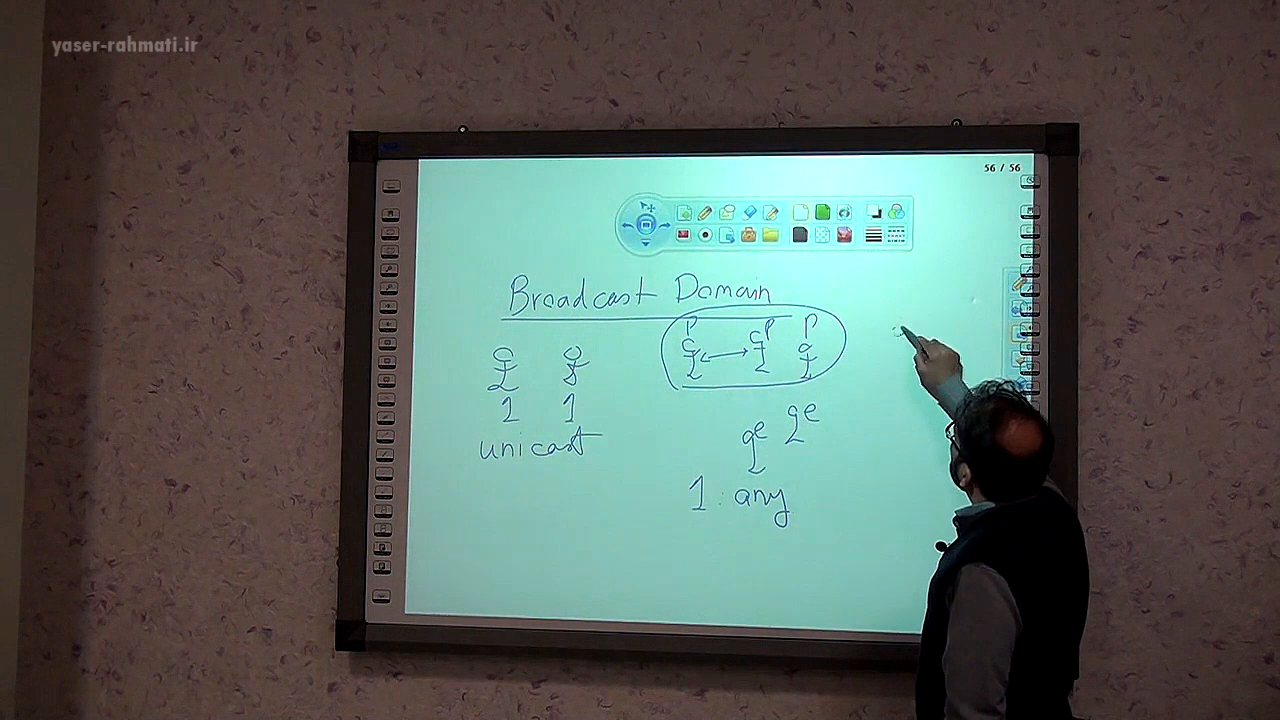 yaser-rahmati.ir
56 / 56
Broadcast Domain
P P P
1 1
unicast
e e
1 : any